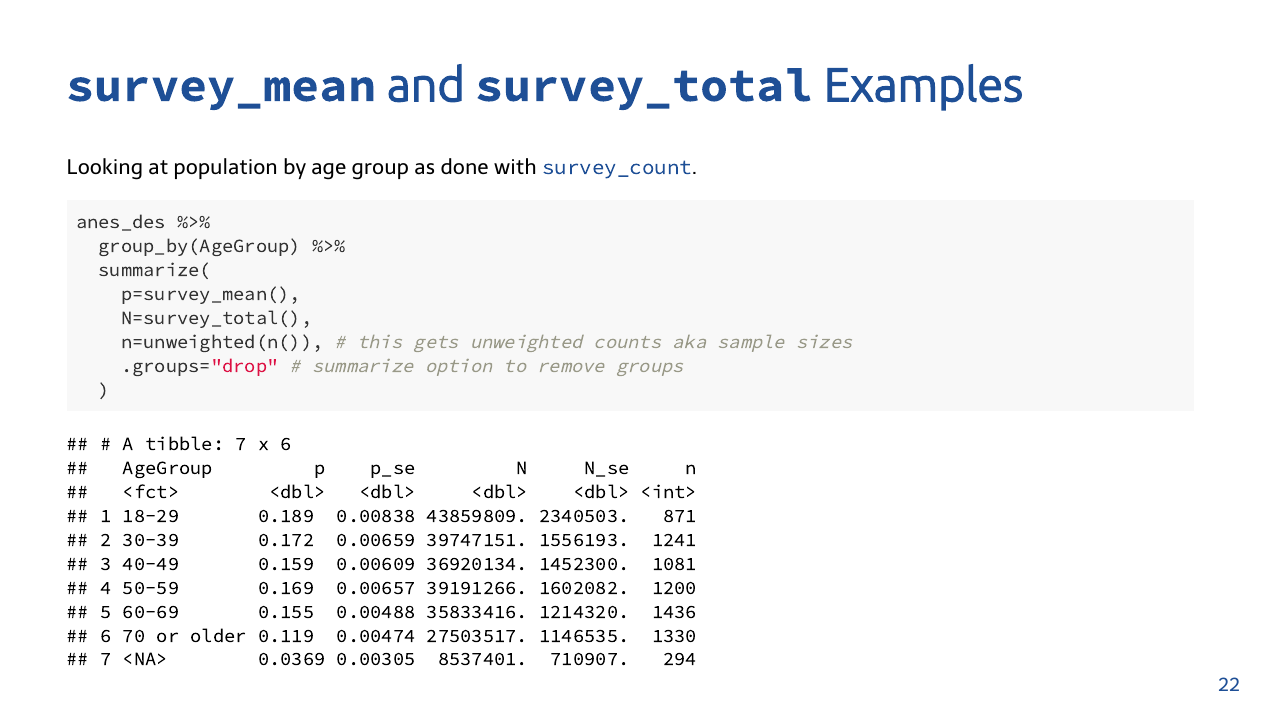 survey_mean and survey_total Examples
Looking at population by age group as done with survey_count.
anes_des %>%
  group_by(AgeGroup) %>%
  summarize(
    p=survey_mean(),
    N=survey_total(),
    n=unweighted(n()), # this gets unweighted counts aka sample sizes
    .groups="drop" # summarize option to remove groups
  )
## # A tibble: 7 x 6
##   AgeGroup         p    p_se         N     N_se     n
##   <fct>        <dbl>   <dbl>     <dbl>    <dbl> <int>
## 1 18-29       0.189  0.00838 43859809. 2340503.   871
## 2 30-39       0.172  0.00659 39747151. 1556193.  1241
## 3 40-49       0.159  0.00609 36920134. 1452300.  1081
## 4 50-59       0.169  0.00657 39191266. 1602082.  1200
## 5 60-69       0.155  0.00488 35833416. 1214320.  1436
## 6 70 or older 0.119  0.00474 27503517. 1146535.  1330
## 7 <NA>        0.0369 0.00305  8537401.  710907.   294
22